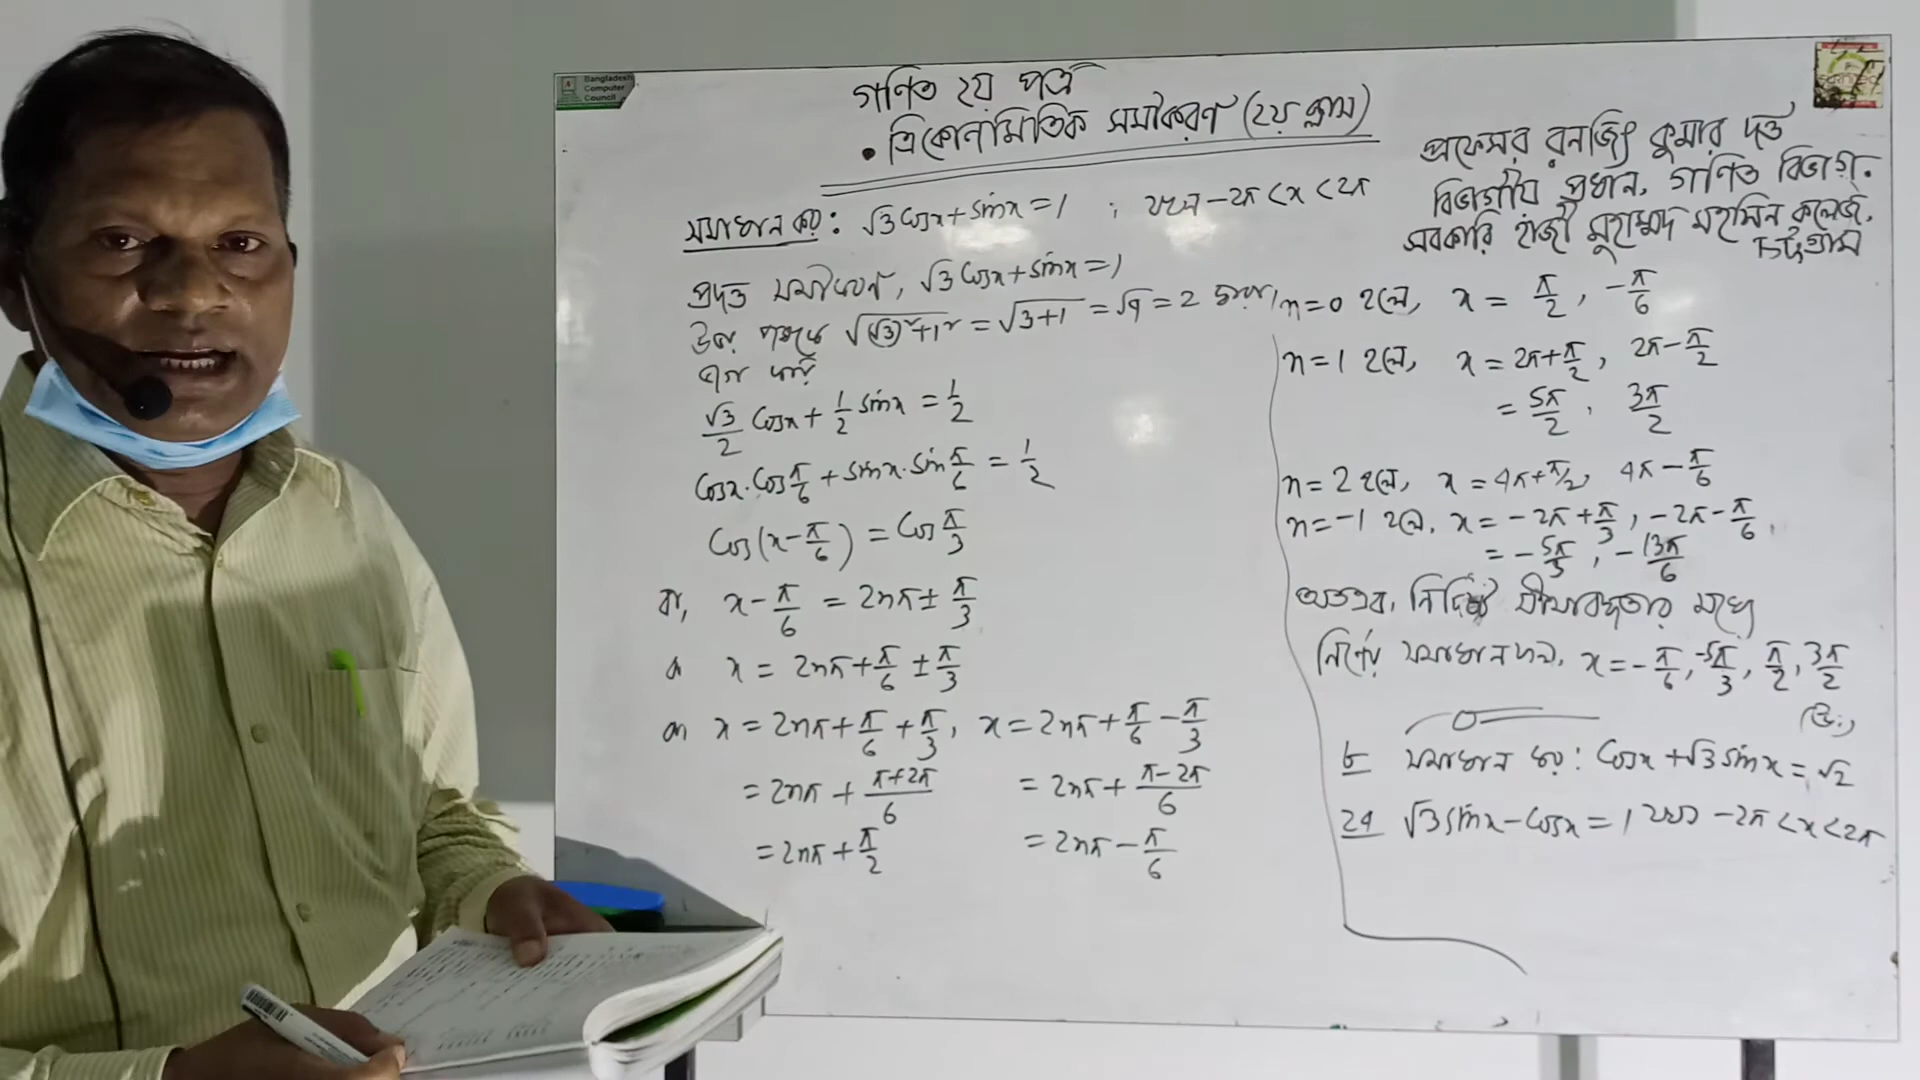 Bangladesh
Computer
Council
গণিত ২য় পত্র
• ত্রিকোনামিতিক সমীকরণ (২য় ক্লাস)
প্রফেসর রনজিৎ কুমার দত্ত
বিভাগীয় প্রধান, গণিত বিভাগ.
সরকারি হাজী মুহাম্মদ মহসিন কলেজ,
চট্টগ্রাম
সমাধান কর: √3 cosx + sinx = 1 ; যখন -2π < x < 2π
প্রদত্ত সমীকরণ, √3 cosx + sinx = 1
উভয় পক্ষকে √((√3)²+1²) = √(3+1) = √4 = 2 দ্বারা
ভাগ করি
√3/2 cosx + 1/2 sinx = 1/2
cosx. cos π/6 + sinx. sin π/6 = 1/2
cos(x - π/6) = cos π/3
বা, x - π/6 = 2nπ ± π/3
বা x = 2nπ + π/6 ± π/3
বা x = 2nπ + π/6 + π/3, x = 2nπ + π/6 - π/3
= 2nπ + (π+2π)/6 = 2nπ + (π-2π)/6
= 2nπ + π/2 = 2nπ - π/6
n = 0 হলে, x = π/2, -π/6
n = 1 হলে, x = 2π + π/2, 2π - π/2
= 5π/2, 3π/2
n = 2 হলে, x = 4π + π/2, 4π - π/6
n = -1 হলে, x = -2π + π/3, -2π - π/6,
= -5π/3, -13π/6
অতএব, নির্দিষ্ট সীমাবদ্ধতার মধ্যে
নির্ণেয় সমাধান x = -π/6, -5π/3, π/2, 3π/2
(উ:)
সমাধান কর: cosx + √3 sinx = √2
√3 sinx - cosx = 1 যখন -2π < x < 2π